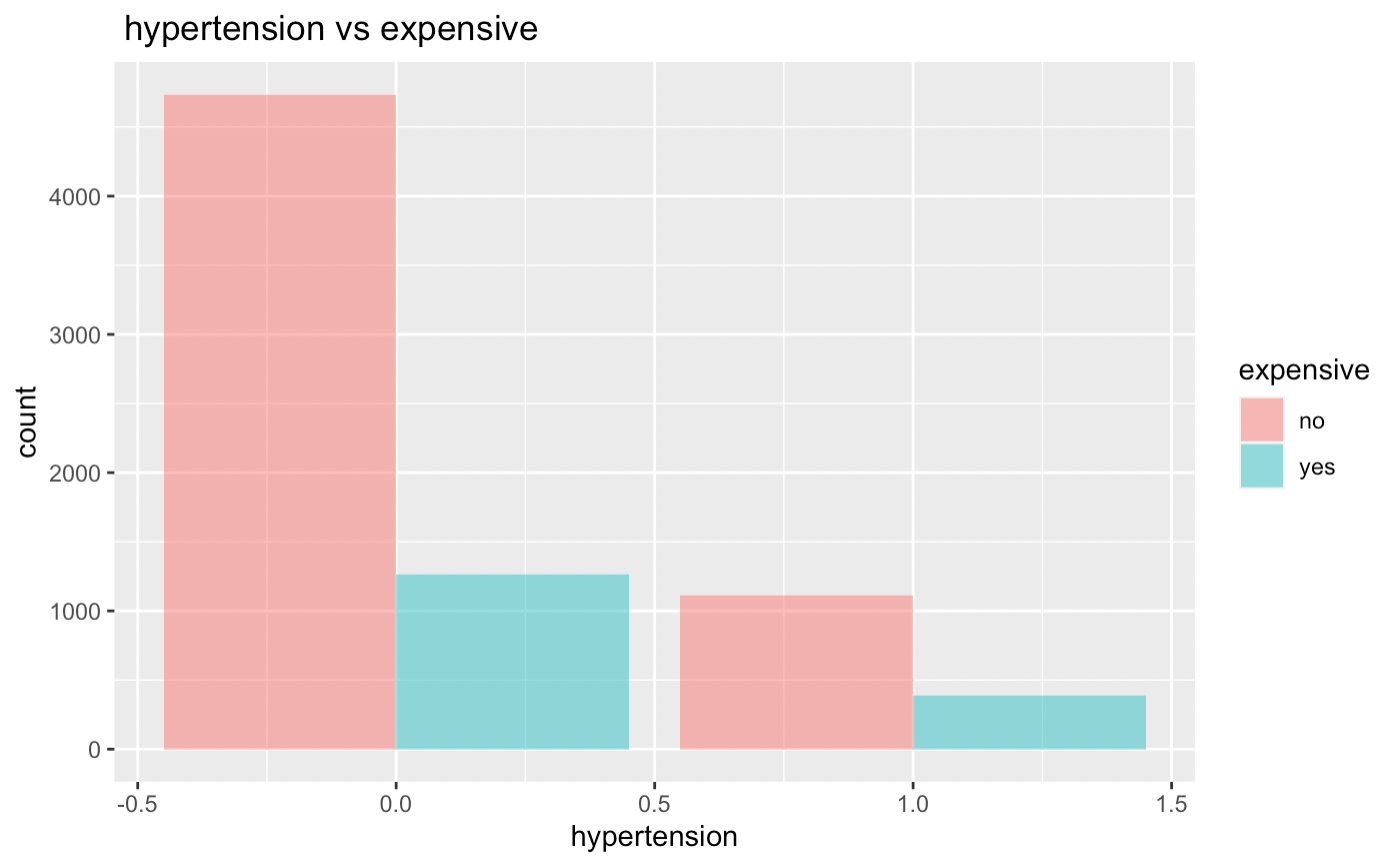 hypertension vs expensive
count
4000
3000
2000
1000
0
-0.5 0.0 0.5 1.0 1.5
hypertension
expensive
no
yes